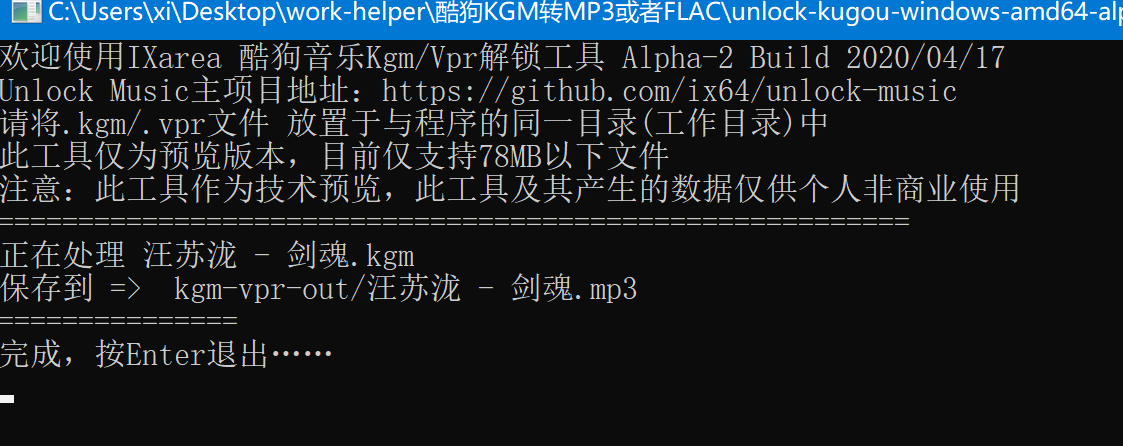 C:\Users\xi\Desktop\work-helper\酷狗KGM转MP3或者FLAC\unlock-kugou-windows-amd64-alp
欢迎使用IXarea 酷狗音乐Kgm/Vpr解锁工具 Alpha-2 Build 2020/04/17
Unlock Music主项目地址：https://github.com/ix64/unlock-music
请将.kgm/.vpr文件 放置于与程序的同一目录(工作目录)中
此工具仅为预览版本，目前仅支持78MB以下文件
注意：此工具作为技术预览，此工具及其产生的数据仅供个人非商业使用
=========================================================
正在处理 汪苏泷 - 剑魂.kgm
保存到 =>  kgm-vpr-out/汪苏泷 - 剑魂.mp3
===============
完成，按Enter退出……